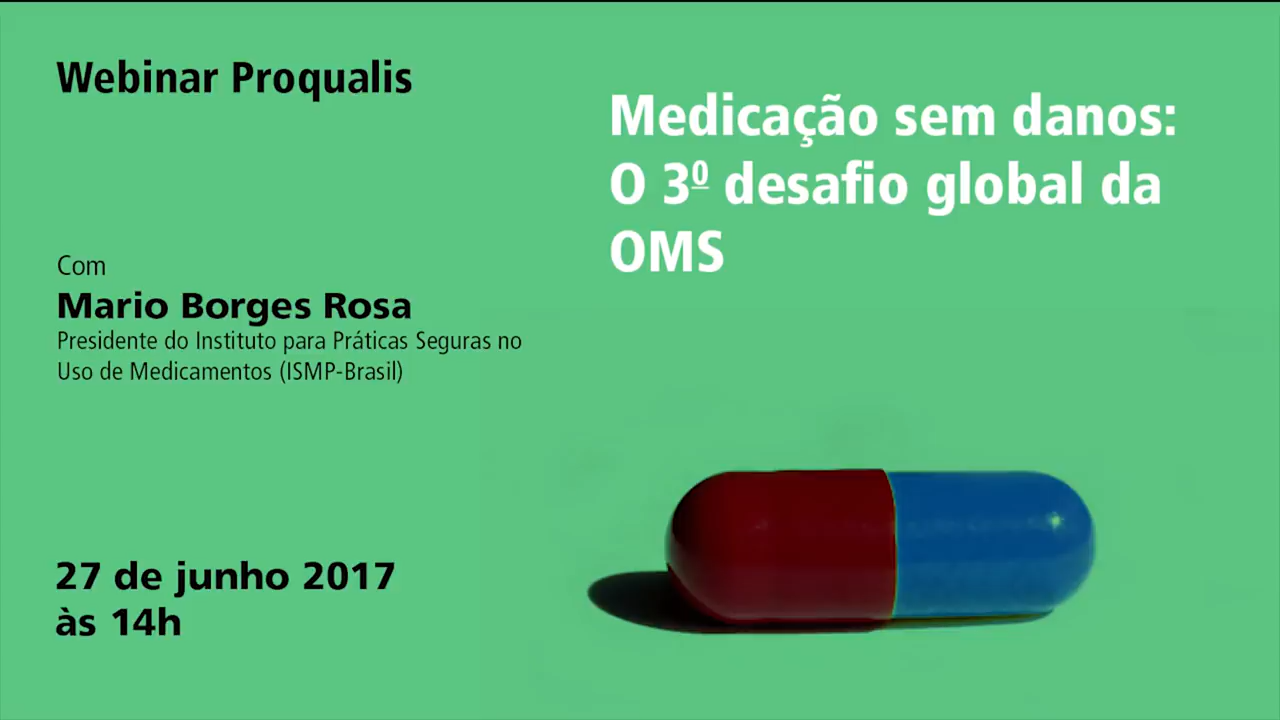 Webinar Proqualis
Medicação sem danos:
O 3º desafio global da
OMS
Com
Mario Borges Rosa
Presidente do Instituto para Práticas Seguras no
Uso de Medicamentos (ISMP-Brasil)
27 de junho 2017
às 14h